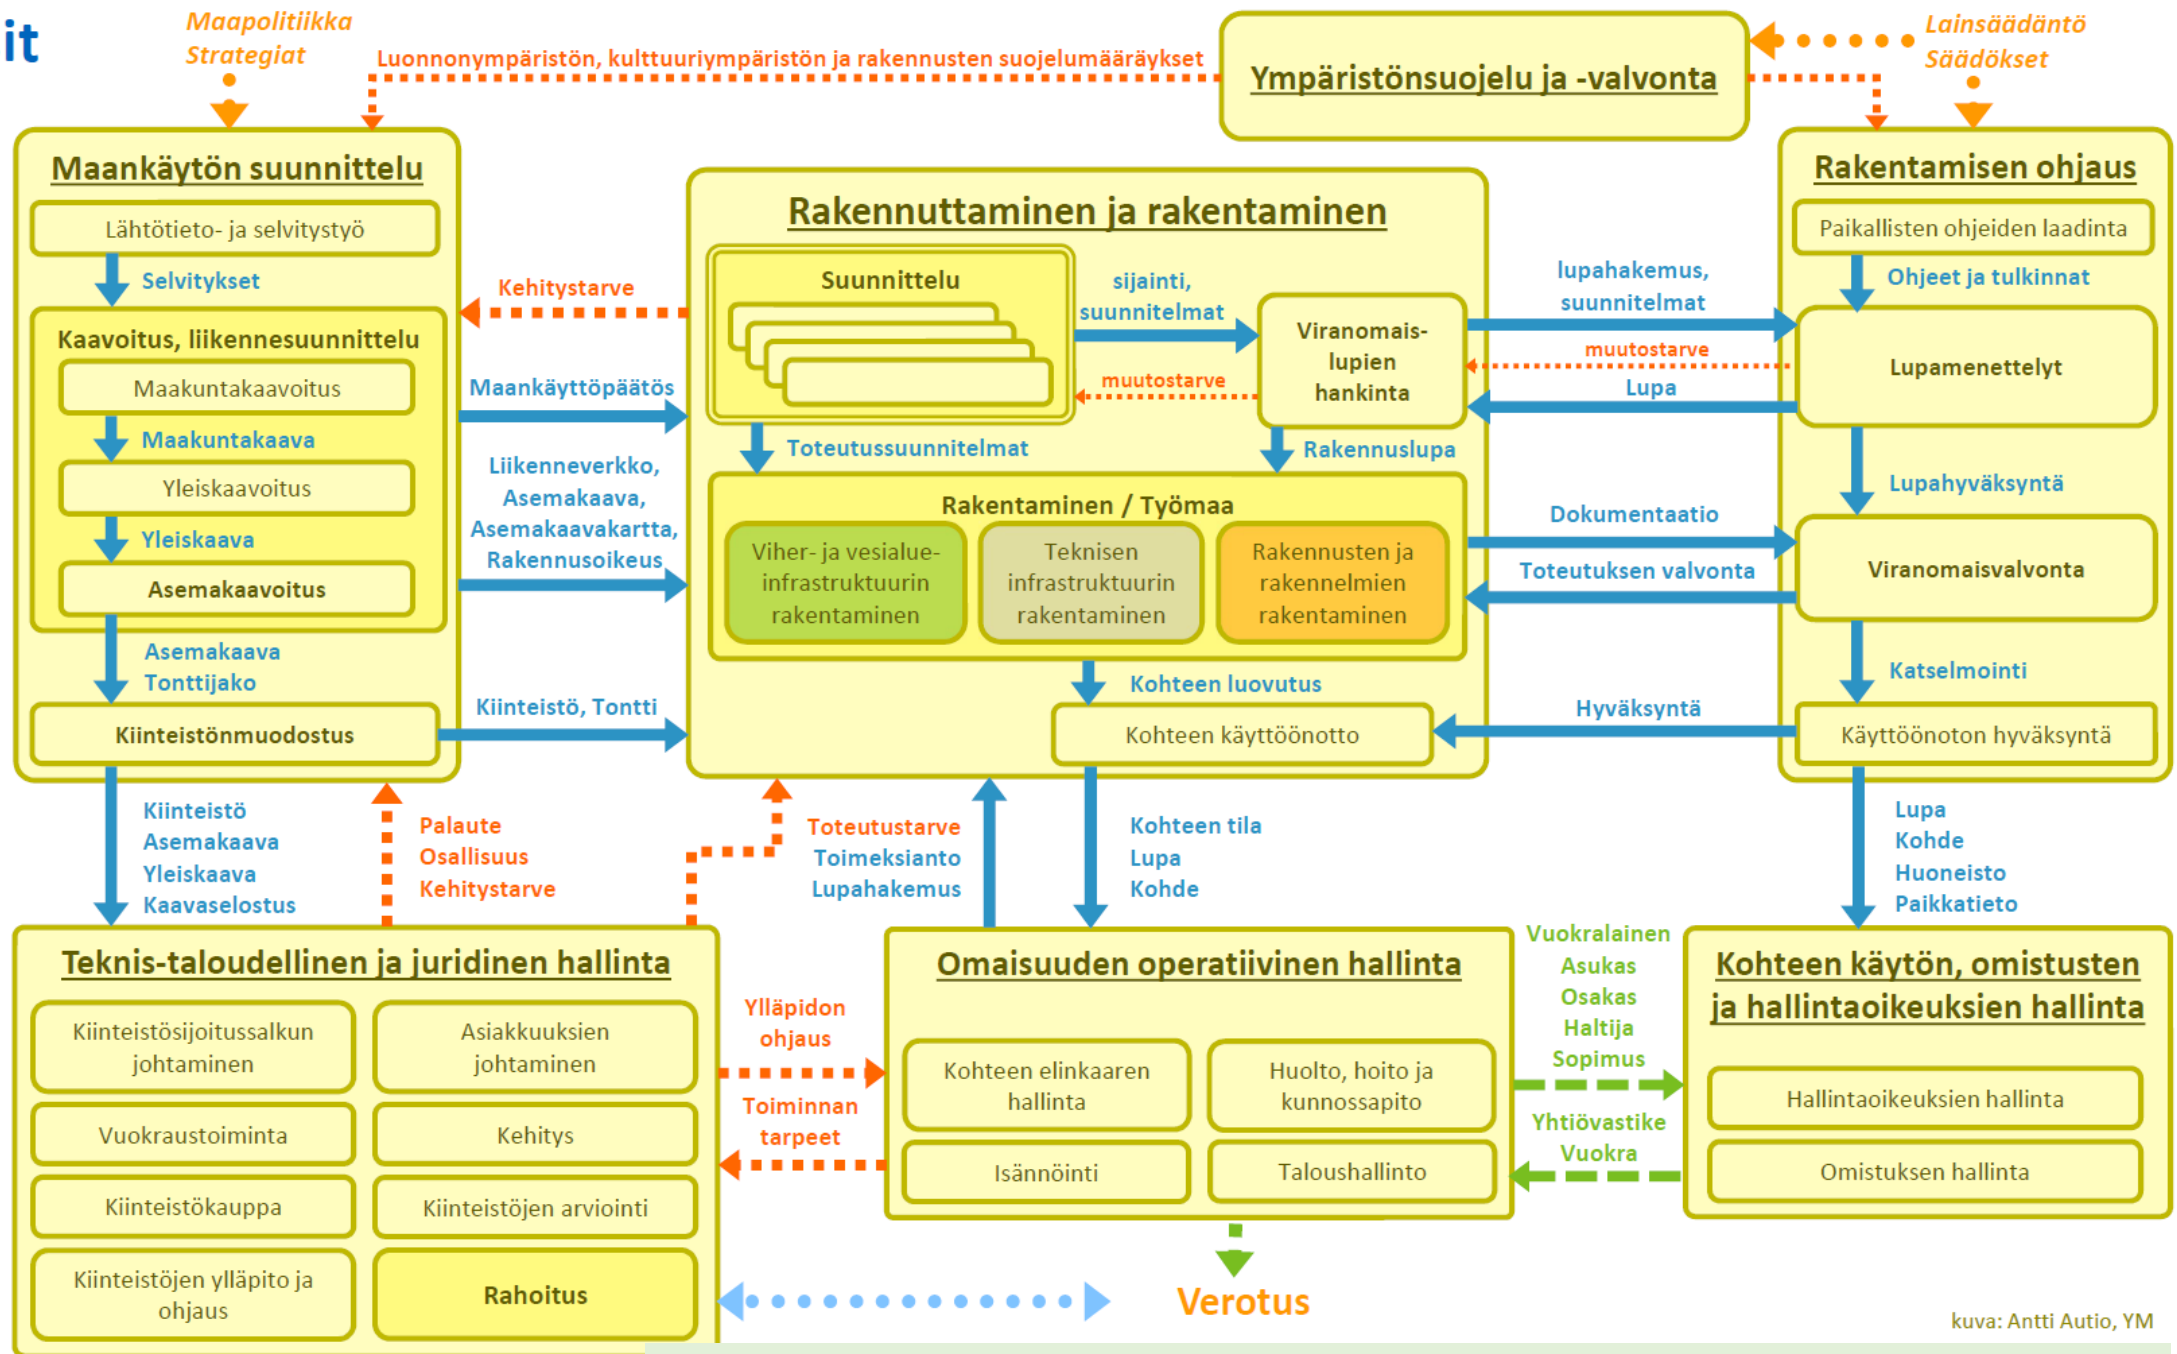 it
Maapolitiikka
Strategiat
Luonnonympäristön, kulttuuriympäristön ja rakennusten suojelumääräykset
Ympäristönsuojelu ja -valvonta
Lainsäädäntö
Säädökset
Maankäytön suunnittelu
Lähtötieto- ja selvitystyö
Selvitykset
Kaavoitus, liikennesuunnittelu
Maakuntakaavoitus
Maakuntakaava
Yleiskaavoitus
Yleiskaava
Asemakaavoitus
Asemakaava
Tonttijako
Kiinteistönmuodostus
Kehitystarve
Maankäyttöpäätös
Liikenneverkko,
Asemakaava,
Asemakaavakartta,
Rakennusoikeus
Kiinteistö, Tontti
Rakennuttaminen ja rakentaminen
Suunnittelu
sijainti,
suunnitelmat
muutostarve
Viranomais-
lupien
hankinta
Toteutussuunnitelmat
Rakennuslupa
Rakentaminen / Työmaa
Viher- ja vesialue-
infrastruktuurin
rakentaminen
Teknisen
infrastruktuurin
rakentaminen
Rakennusten ja
rakennelmien
rakentaminen
Kohteen luovutus
Kohteen käyttöönotto
lupahakemus,
suunnitelmat
muutostarve
Lupa
Dokumentaatio
Toteutuksen valvonta
Hyväksyntä
Rakentamisen ohjaus
Paikallisten ohjeiden laadinta
Ohjeet ja tulkinnat
Lupamenettelyt
Lupahyväksyntä
Viranomaisvalvonta
Katselmointi
Käyttöönoton hyväksyntä
Kiinteistö
Asemakaava
Yleiskaava
Kaavaselostus
Palaute
Osallisuus
Kehitystarve
Toteutustarve
Toimeksianto
Lupahakemus
Kohteen tila
Lupa
Kohde
Lupa
Kohde
Huoneisto
Paikkatieto
Teknis-taloudellinen ja juridinen hallinta
Kiinteistösijoitussalkun
johtaminen
Asiakkuuksien
johtaminen
Vuokraustoiminta
Kehitys
Kiinteistökauppa
Kiinteistöjen arviointi
Kiinteistöjen ylläpito ja
ohjaus
Rahoitus
Ylläpidon
ohjaus
Toiminnan
tarpeet
Omaisuuden operatiivinen hallinta
Kohteen elinkaaren
hallinta
Huolto, hoito ja
kunnossapito
Isännöinti
Taloushallinto
Vuokralainen
Asukas
Osakas
Haltija
Sopimus
Yhtiövastike
Vuokra
Kohteen käytön, omistusten
ja hallintaoikeuksien hallinta
Hallintaoikeuksien hallinta
Omistuksen hallinta
Verotus
kuva: Antti Autio, YM